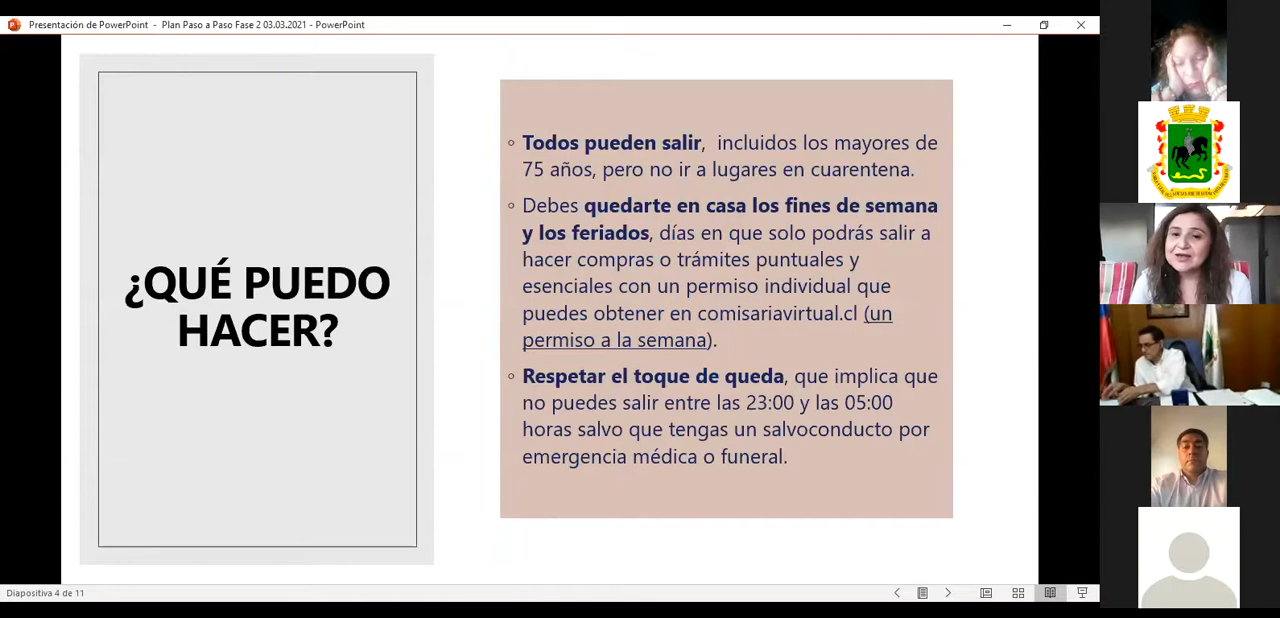 Presentación de PowerPoint - Plan Paso a Paso Fase 2 03.03.2021 - PowerPoint
¿QUÉ PUEDO
HACER?
◦ Todos pueden salir, incluidos los mayores de
75 años, pero no ir a lugares en cuarentena.
◦ Debes quedarte en casa los fines de semana
y los feriados, días en que solo podrás salir a
hacer compras o trámites puntuales y
esenciales con un permiso individual que
puedes obtener en comisariavirtual.cl (un
permiso a la semana).
◦ Respetar el toque de queda, que implica que
no puedes salir entre las 23:00 y las 05:00
horas salvo que tengas un salvoconducto por
emergencia médica o funeral.
Diapositiva 4 de 11